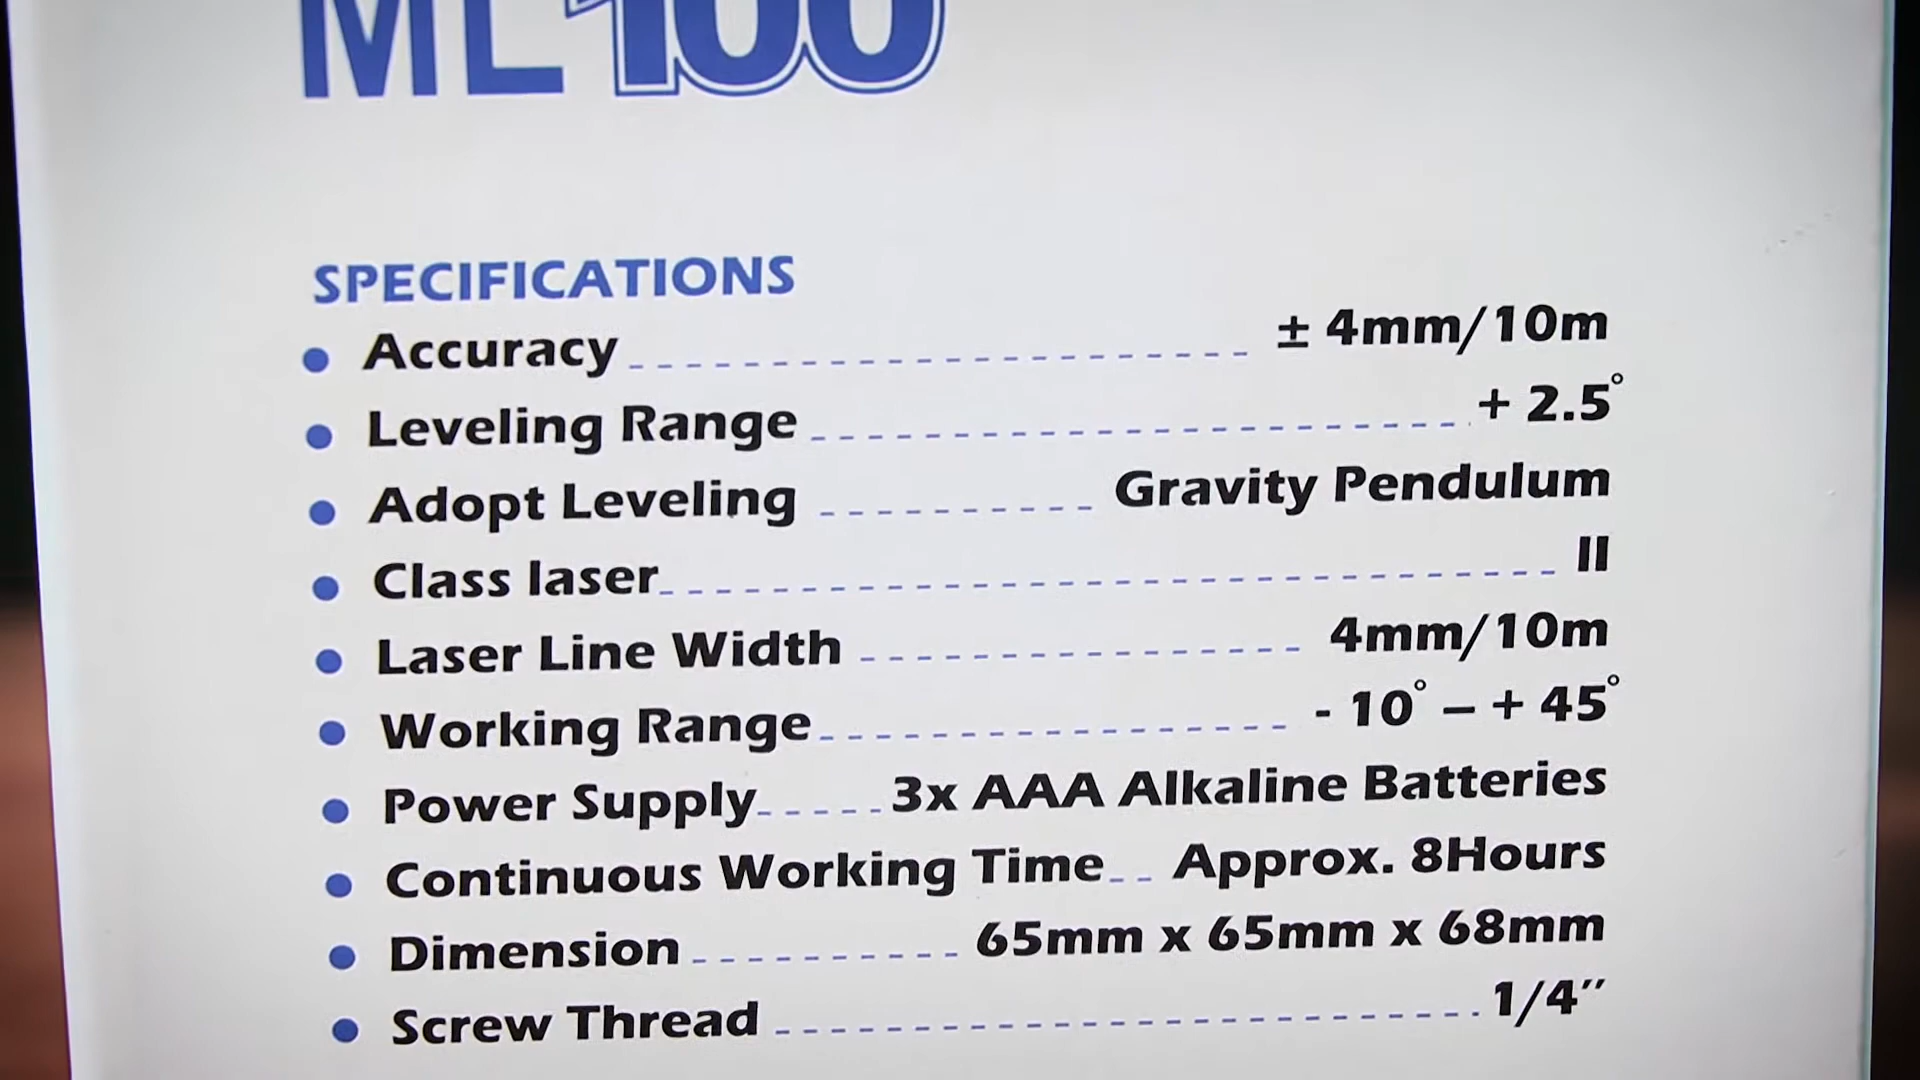 ML100
SPECIFICATIONS
● Accuracy ± 4mm/10m
● Leveling Range + 2.5°
● Adopt Leveling Gravity Pendulum
● Class laser II
● Laser Line Width 4mm/10m
● Working Range - 10° – + 45°
● Power Supply 3x AAA Alkaline Batteries
● Continuous Working Time Approx. 8Hours
● Dimension 65mm x 65mm x 68mm
● Screw Thread 1/4″